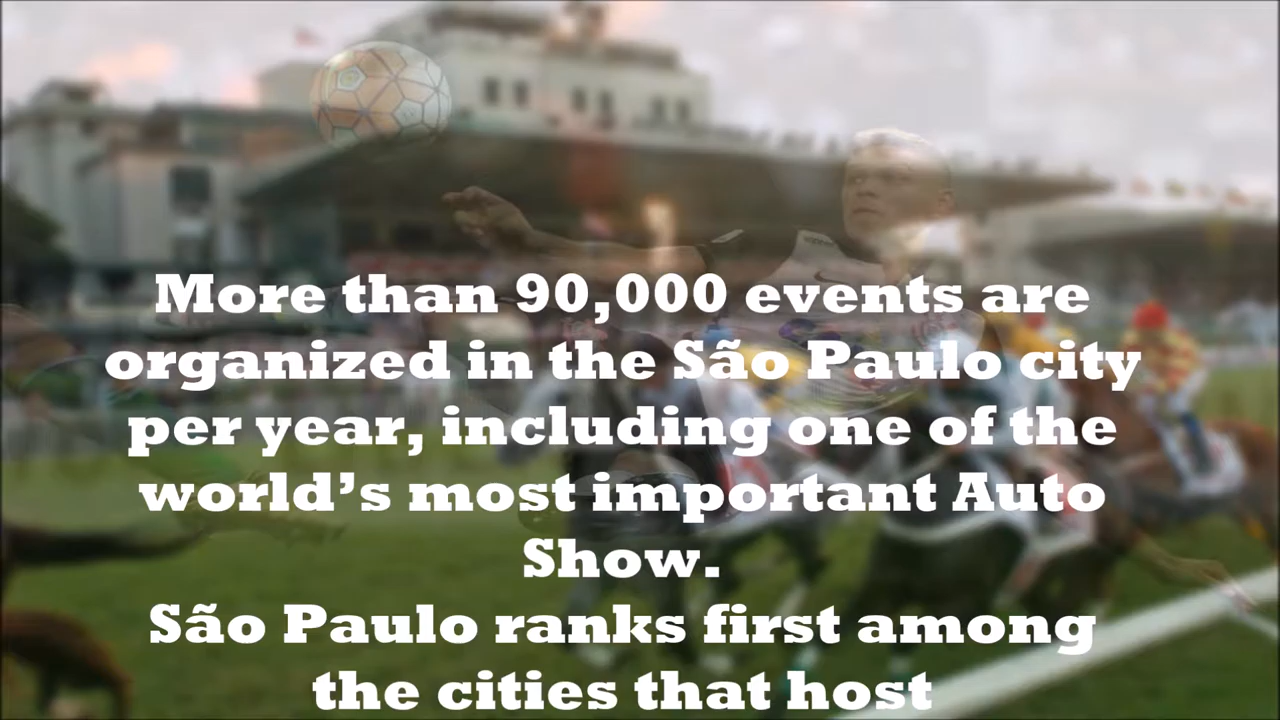 More than 90,000 events are
organized in the São Paulo city
per year, including one of the
world’s most important Auto
Show.
São Paulo ranks first among
the cities that host